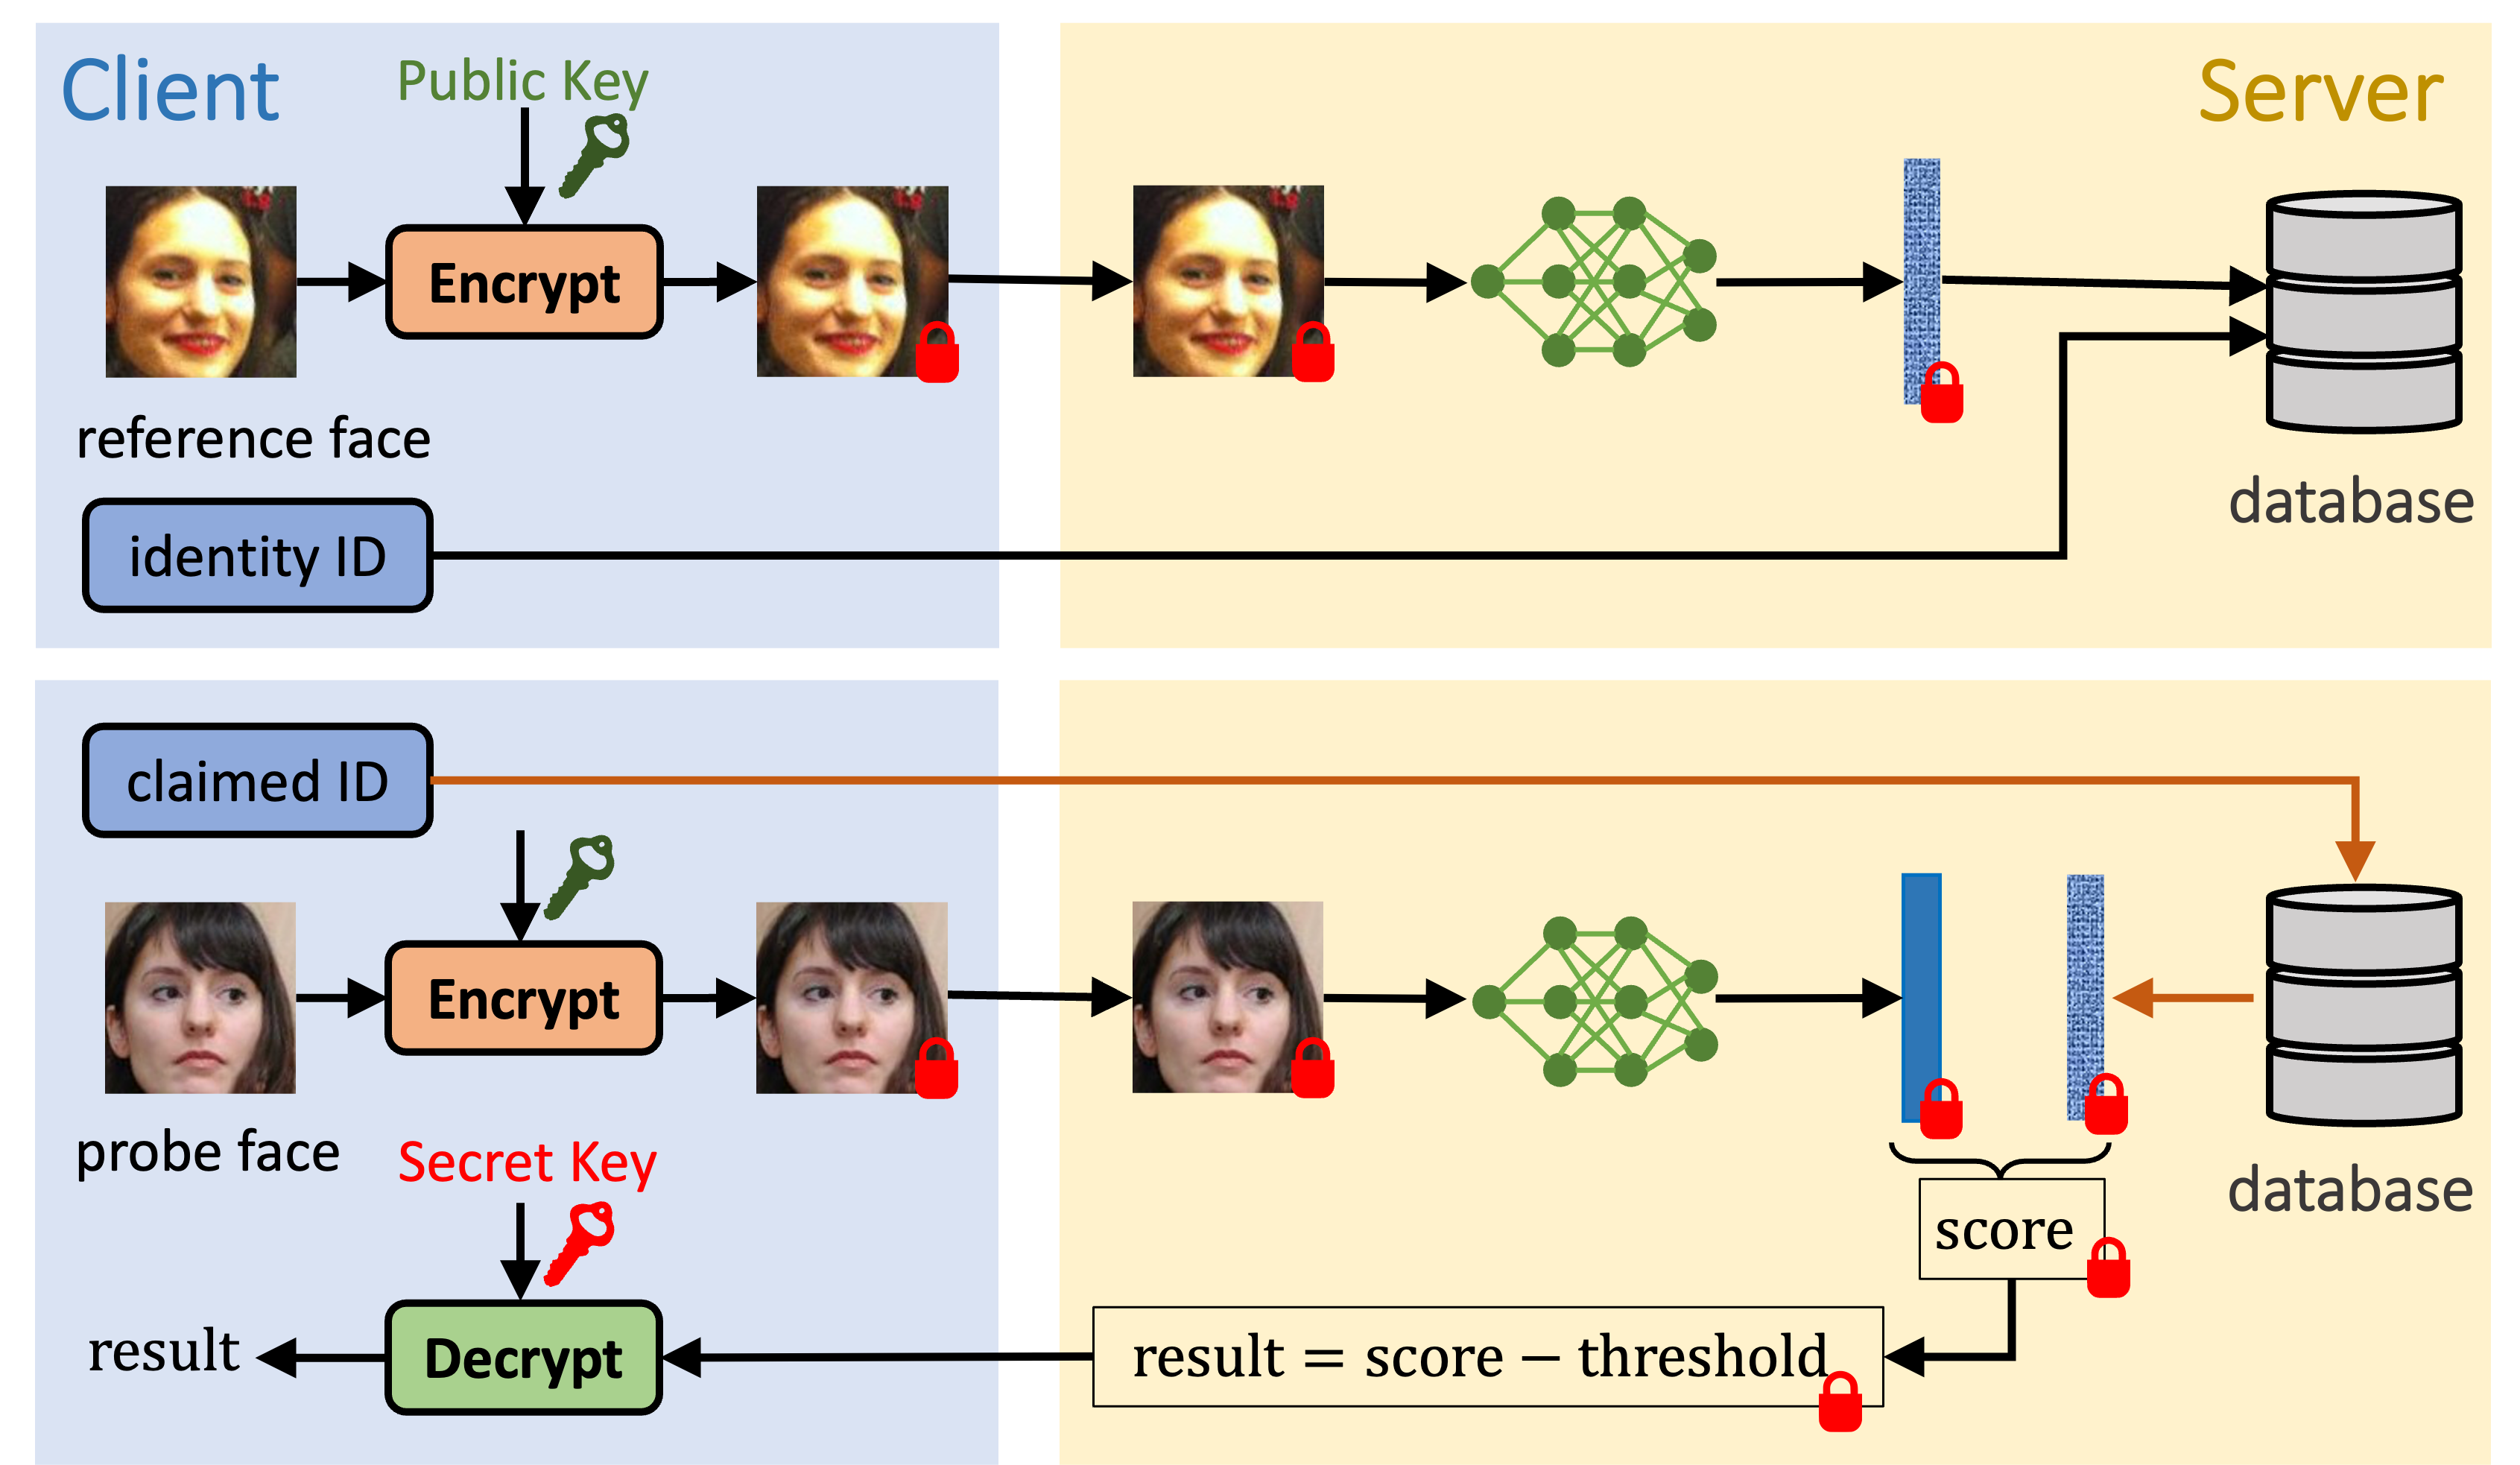 Client
Public Key
Server
Encrypt
reference face
identity ID
database
claimed ID
Encrypt
probe face
Secret Key
database
score
result
Decrypt
result = score − threshold